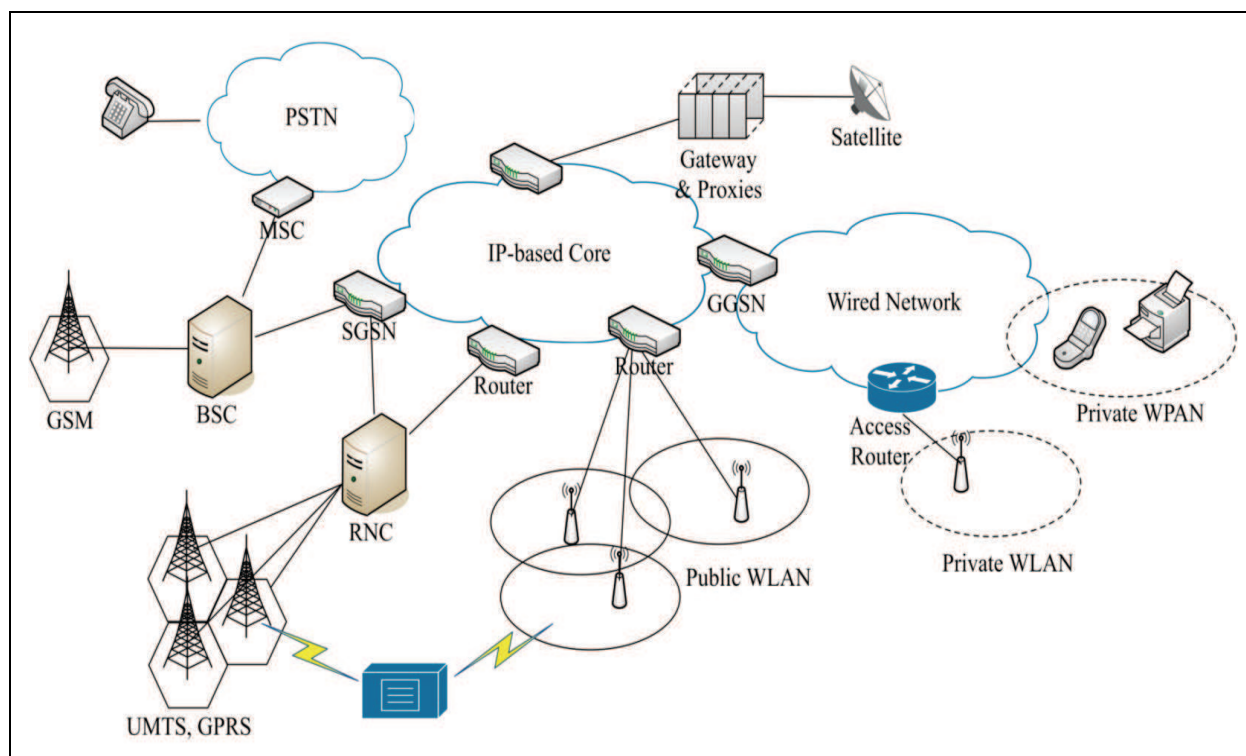 PSTN
Satellite
Gateway
& Proxies
MSC
IP-based Core
GGSN
Wired Network
SGSN
Router
Router
GSM
BSC
Access
Router
Private WPAN
RNC
Public WLAN
Private WLAN
UMTS, GPRS